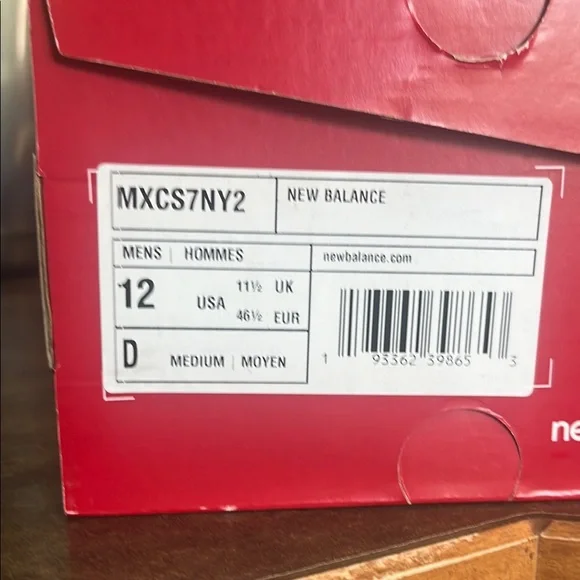 MXCS7NY2
NEW BALANCE
MENS | HOMMES
newbalance.com
12 USA 11½ UK
46½ EUR
D MEDIUM | MOYEN
1 93362 39865 3
ne